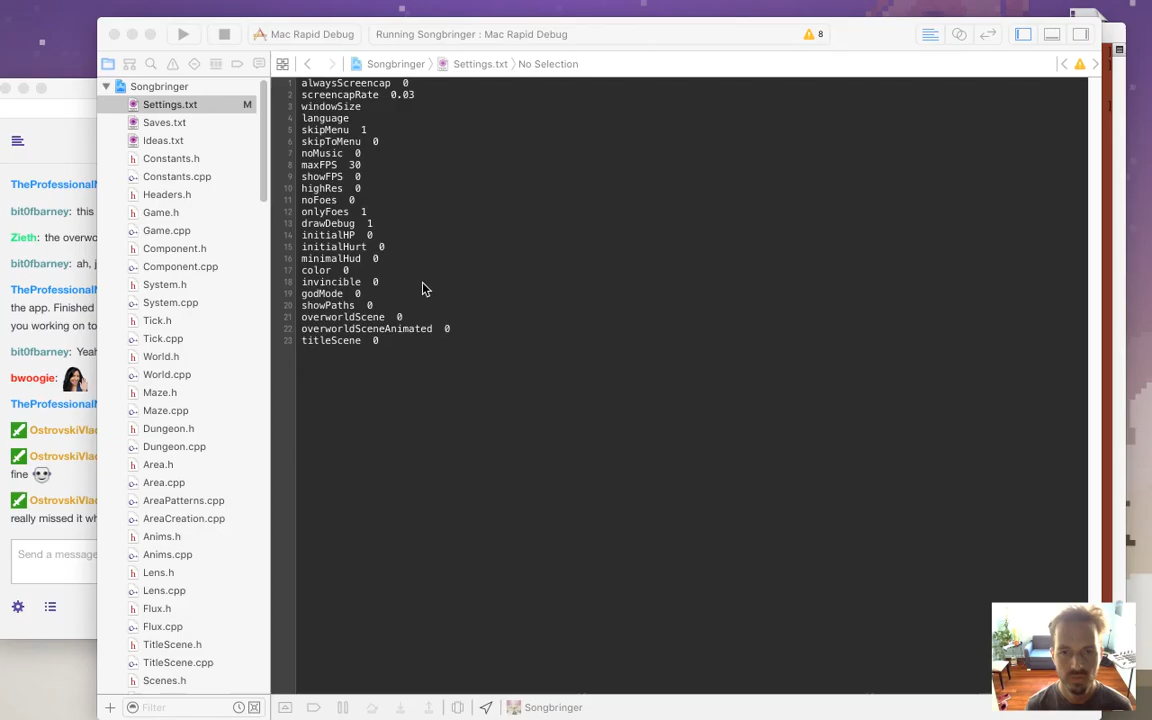 Mac Rapid Debug
Running Songbringer : Mac Rapid Debug
8
Songbringer
Settings.txt
No Selection
Songbringer
Settings.txt M
Saves.txt
Ideas.txt
Constants.h
Constants.cpp
Headers.h
Game.h
Game.cpp
Component.h
Component.cpp
System.h
System.cpp
Tick.h
Tick.cpp
World.h
World.cpp
Maze.h
Maze.cpp
Dungeon.h
Dungeon.cpp
Area.h
Area.cpp
AreaPatterns.cpp
AreaCreation.cpp
Anims.h
Anims.cpp
Lens.h
Lens.cpp
Flux.h
Flux.cpp
TitleScene.h
TitleScene.cpp
Scenes.h
Filter
1 alwaysScreencap 0
2 screencapRate 0.03
3 windowSize
4 language
5 skipMenu 1
6 skipToMenu 0
7 noMusic 0
8 maxFPS 30
9 showFPS 0
10 highRes 0
11 noFoes 0
12 onlyFoes 1
13 drawDebug 1
14 initialHP 0
15 initialHurt 0
16 minimalHud 0
17 color 0
18 invincible 0
19 godMode 0
20 showPaths 0
21 overworldScene 0
22 overworldSceneAnimated 0
23 titleScene 0
Songbringer
bit0fbarney: this
Zieth: the overwo
bit0fbarney: ah,
the app. Finished
you working on to
bit0fbarney: Yeah
bwoogie:
fine
really missed it
Send a message